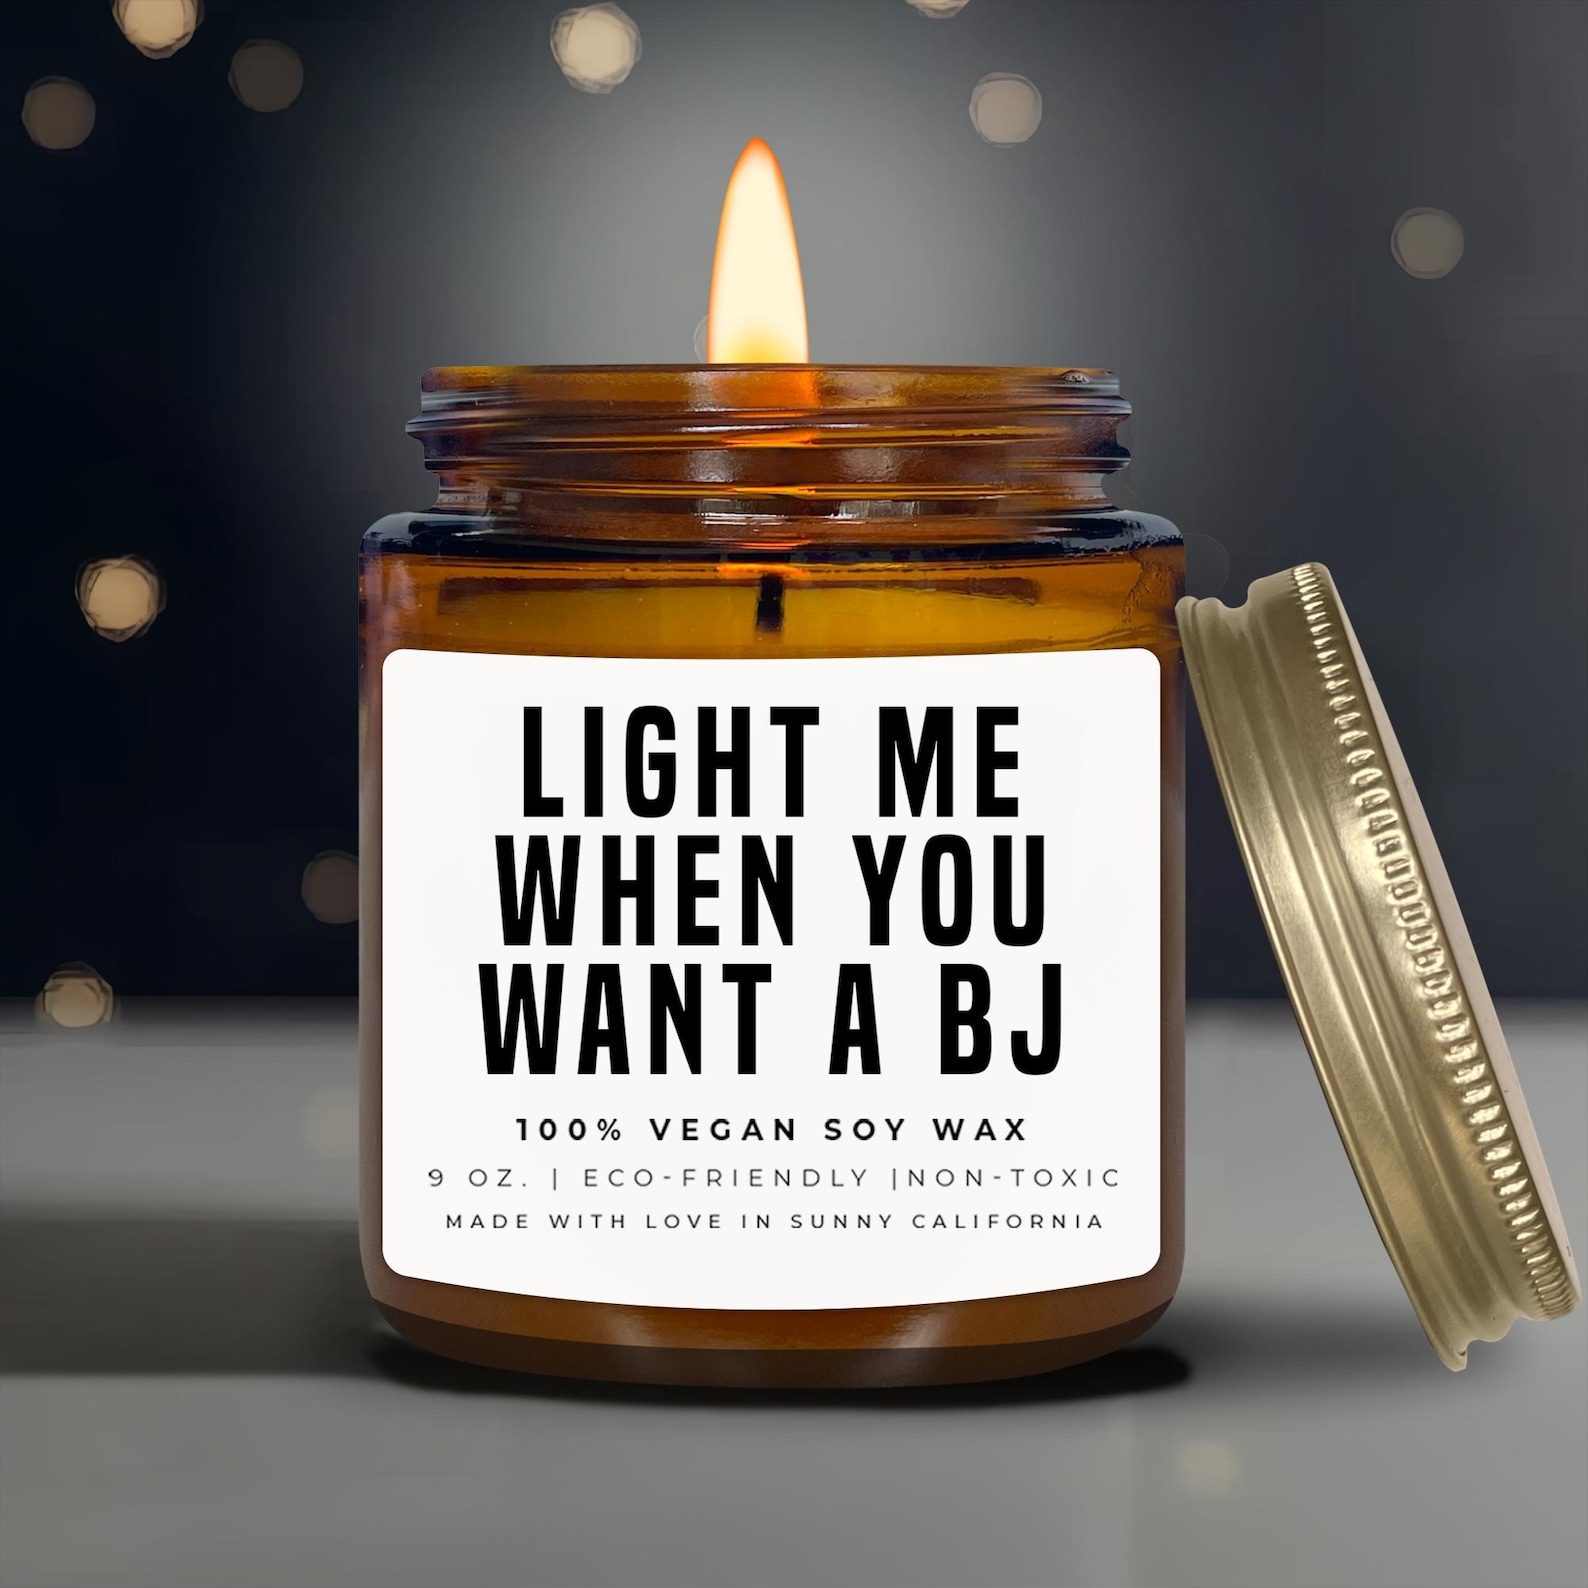 LIGHT ME
WHEN YOU
WANT A BJ
100% VEGAN SOY WAX
9 OZ. | ECO-FRIENDLY |NON-TOXIC
MADE WITH LOVE IN SUNNY CALIFORNIA